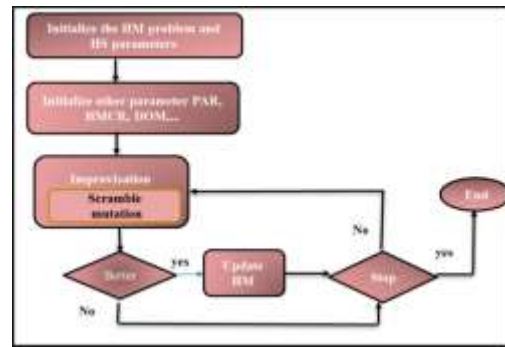 Initialize the HM problem and
HS parameters
Initialize other parameter PAR,
HMCR, DOM,...
Improvisation
Scramble
mutation
Better
yes
Update
HM
Stop
No
yes
End
No